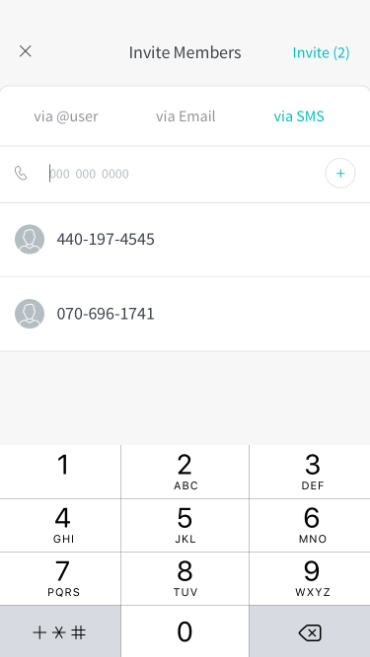 Invite Members Invite (2)
via @user via Email via SMS
000 000 0000 +
440-197-4545
070-696-1741
1 2 3
ABC DEF
4 5 6
GHI JKL MNO
7 8 9
PQRS TUV WXYZ
+*# 0